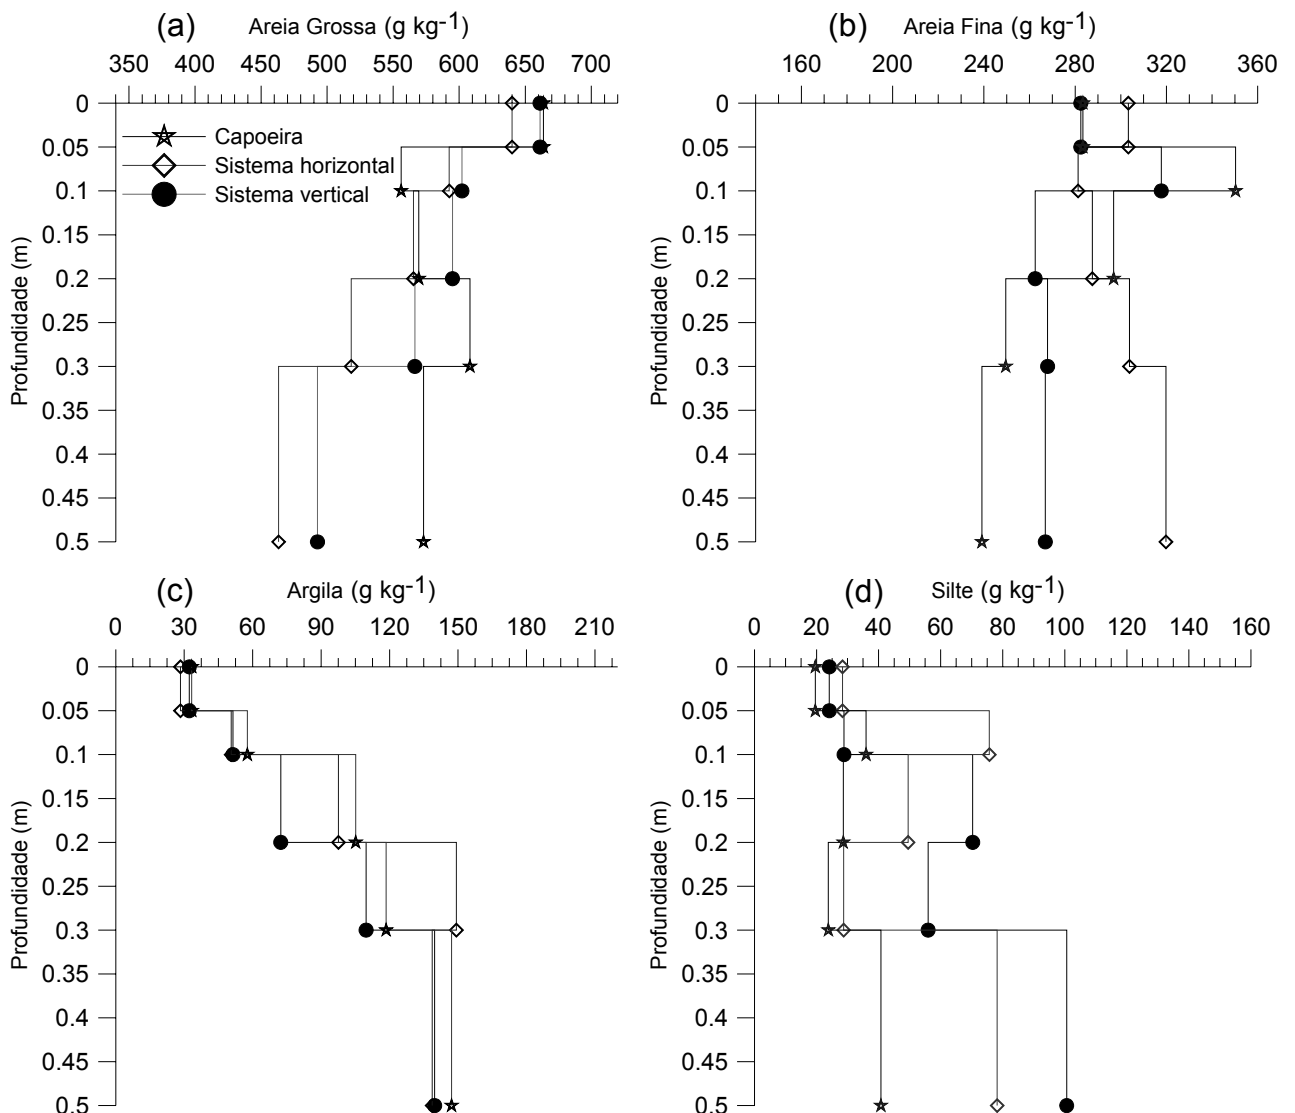 (a) Areia Grossa (g kg-1)
350 400 450 500 550 600 650 700
0
0.05
0.1
0.15
0.2
0.25
0.3
0.35
0.4
0.45
0.5
Profundidade (m)
Capoeira
Sistema horizontal
Sistema vertical
(b) Areia Fina (g kg-1)
160 200 240 280 320 360
0
0.05
0.1
0.15
0.2
0.25
0.3
0.35
0.4
0.45
0.5
Profundidade (m)
(c) Argila (g kg-1)
0 30 60 90 120 150 180 210
0
0.05
0.1
0.15
0.2
0.25
0.3
0.35
0.4
0.45
0.5
Profundidade (m)
Silte (g kg-1)
(d)
0 20 40 60 80 100 120 140 160
0
0.05
0.1
0.15
0.2
0.25
0.3
0.35
0.4
0.45
0.5
Profundidade (m)